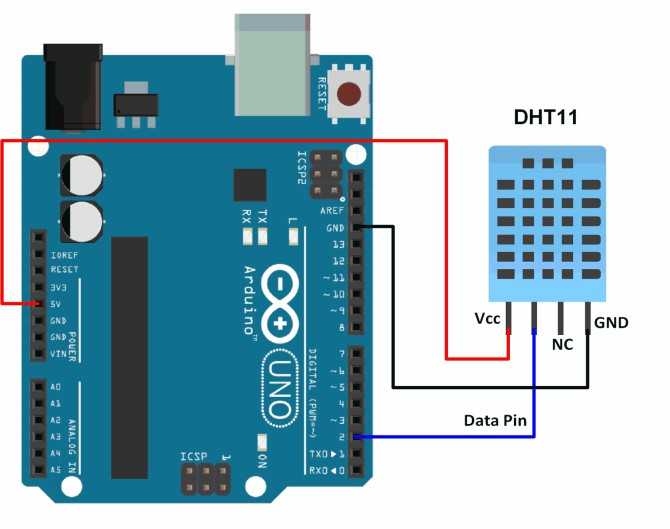 RESET
DHT11
ICSP2
AREF
GND
13
12
~11
~10
~9
8
RX
TX
L
IOREF
RESET
3V3
5V
GND
GND
VIN
POWER
Arduino™
UNO
Vcc
NC
GND
Data Pin
7
~6
~5
4
~3
2
TX0▶1
RX0◀0
DIGITAL (PWM=~)
A0
A1
A2
A3
A4
A5
ANALOG IN
ICSP
1
ON